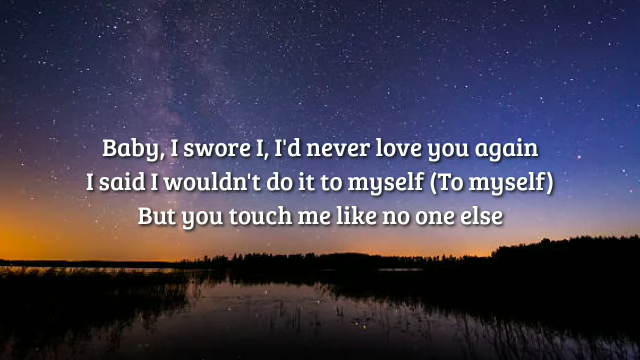 Baby, I swore I, I'd never love you again
I said I wouldn't do it to myself (To myself)
But you touch me like no one else